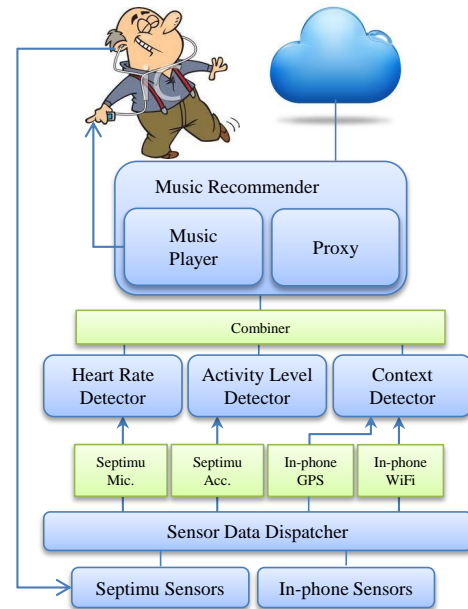 Music Recommender
Music
Player
Proxy
Combiner
Heart Rate
Detector
Activity Level
Detector
Context
Detector
Septimu
Mic.
Septimu
Acc.
In-phone
GPS
In-phone
WiFi
Sensor Data Dispatcher
Septimu Sensors
In-phone Sensors